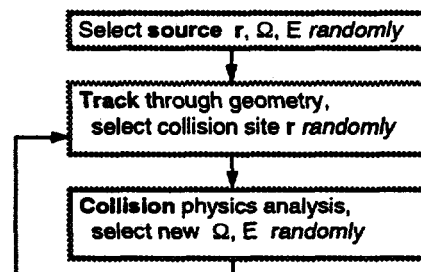 Select source r, Ω, E randomly
Track through geometry,
select collision site r randomly
Collision physics analysis,
select new Ω, E randomly